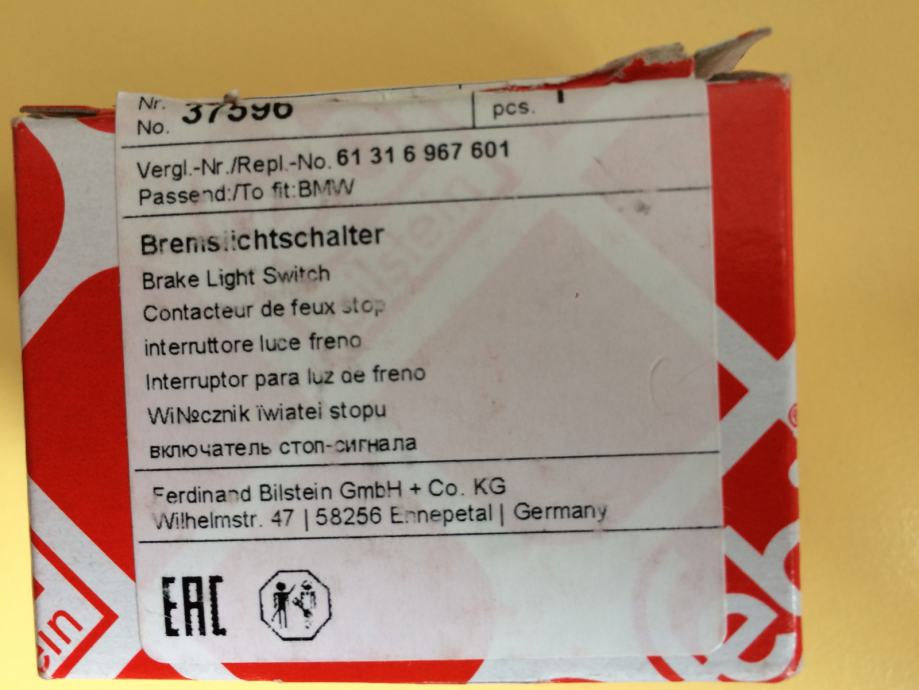 Nr.
No. 37596 pcs. 1
Vergl.-Nr./Repl.-No. 61 31 6 967 601
Passend:/To fit:BMW
Bremslichtschalter
Brake Light Switch
Contacteur de feux stop
interruttore luce freno
Interruptor para luz de freno
WiN№cznik ïwiatei stopu
включатель стоп-сигнала
Ferdinand Bilstein GmbH + Co. KG
Wilhelmstr. 47 | 58256 Ennepetal | Germany
EAC